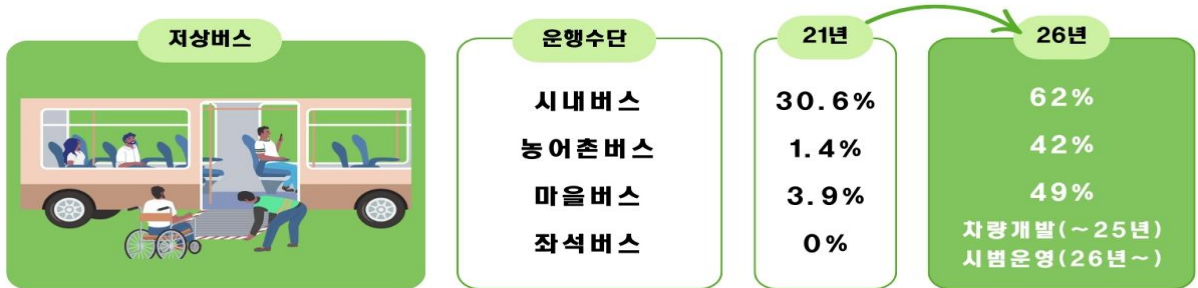 저상버스
운행수단
시내버스
농어촌버스
마을버스
좌석버스
21년
30.6%
1.4%
3.9%
0%
26년
62%
42%
49%
차량개발(~25년)
시범운영(26년~)